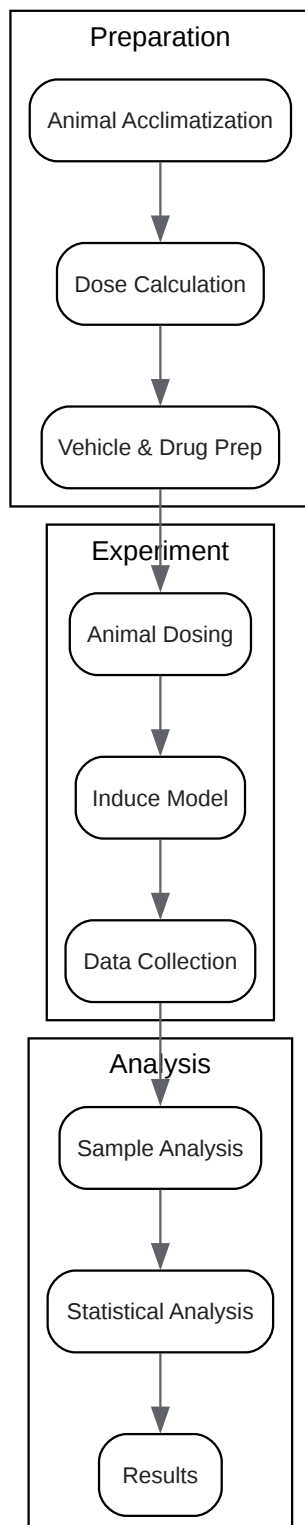 Preparation
Animal Acclimatization
Dose Calculation
Vehicle & Drug Prep
Experiment
Animal Dosing
Induce Model
Data Collection
Analysis
Sample Analysis
Statistical Analysis
Results